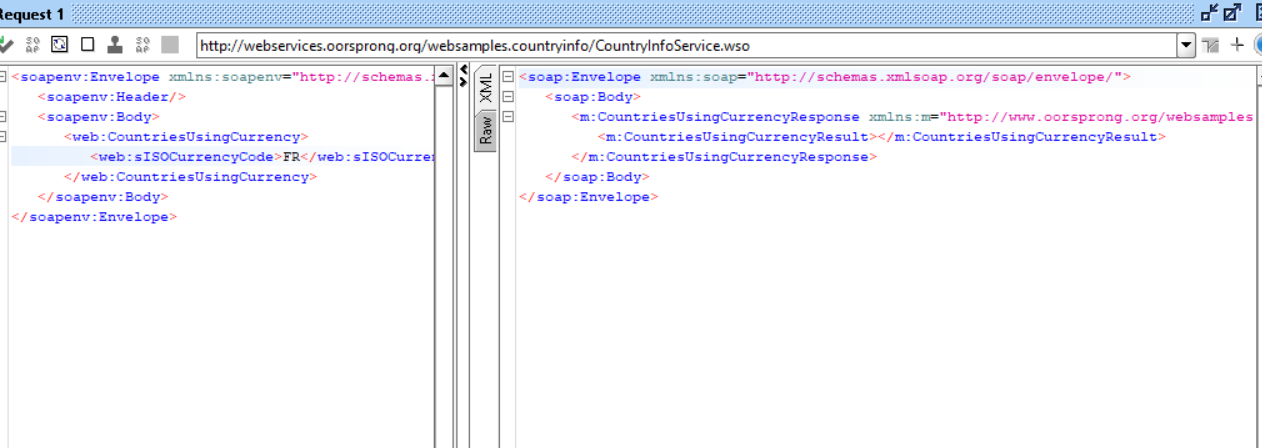 Request 1
http://webservices.oorsprong.org/websamples.countryinfo/CountryInfoService.wso
<soapenv:Envelope xmlns:soapenv="http://schemas.
<soapenv:Header/>
<soapenv:Body>
<web:CountriesUsingCurrency>
<web:sISOCurrencyCode>FR</web:sISOCurre
</web:CountriesUsingCurrency>
</soapenv:Body>
</soapenv:Envelope>
XML
Raw
<soap:Envelope xmlns:soap="http://schemas.xmlsoap.org/soap/envelope/">
<soap:Body>
<m:CountriesUsingCurrencyResponse xmlns:m="http://www.oorsprong.org/websamples
<m:CountriesUsingCurrencyResult></m:CountriesUsingCurrencyResult>
</m:CountriesUsingCurrencyResponse>
</soap:Body>
</soap:Envelope>